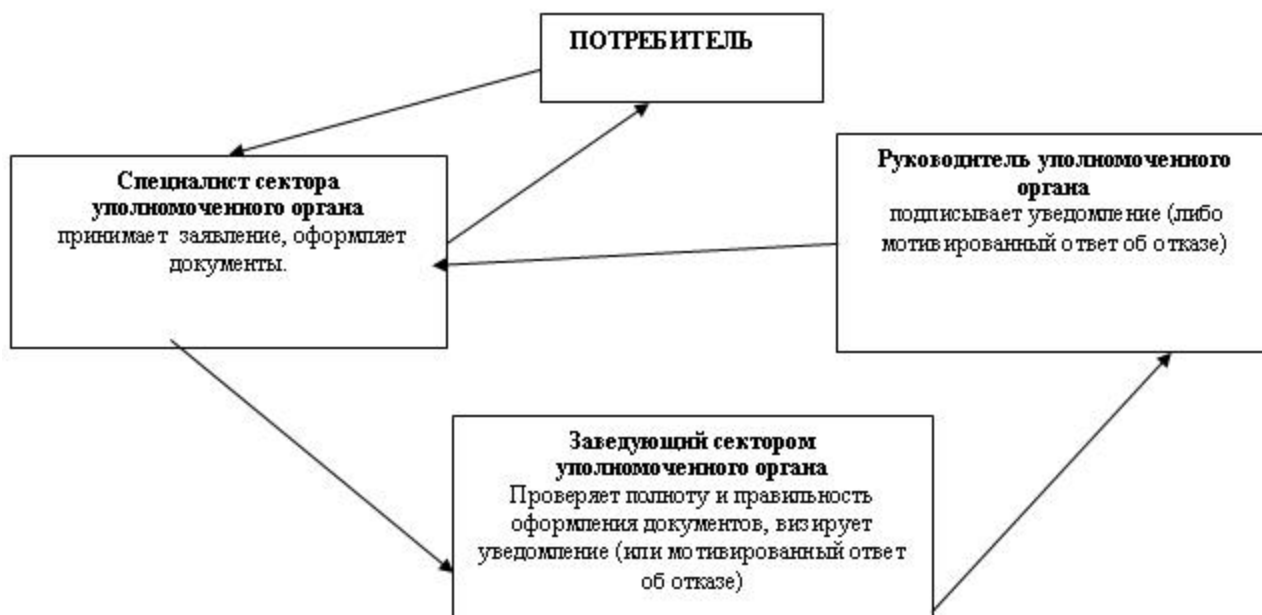 ПОТРЕБИТЕЛЬ
Специалист сектора
уполномоченного органа
принимает заявление, оформляет
документы.
Руководитель уполномоченного
органа
подписывает уведомление (либо
мотивированный ответ об отказе)
Заведующий сектором
уполномоченного органа
Проверяет полноту и правильность
оформления документов, визирует
уведомление (или мотивированный ответ
об отказе)